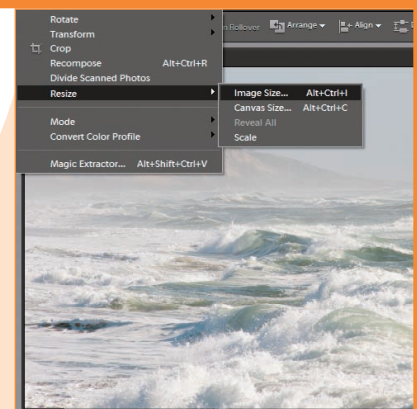 Rotate
Transform
n Rollover Arrange Align
Crop
Recompose Alt+Ctrl+R
Divide Scanned Photos
Resize
Image Size... Alt+Ctrl+I
Canvas Size... Alt+Ctrl+C
Reveal All
Scale
Mode
Convert Color Profile
Magic Extractor... Alt+Shift+Ctrl+V